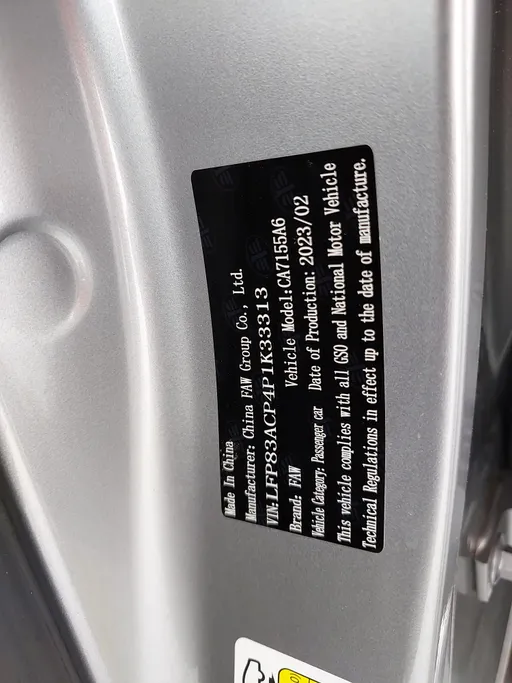 Made In China
Manufacturer: China FAW Group Co., Ltd.
VIN:LFP83ACP4P1K33313
Brand: FAW Vehicle Model:CA7155A6
Vehicle Category: Passenger car Date of Production: 2023/02
This vehicle complies with all GSO and National Motor Vehicle
Technical Regulations in effect up to the date of manufacture.